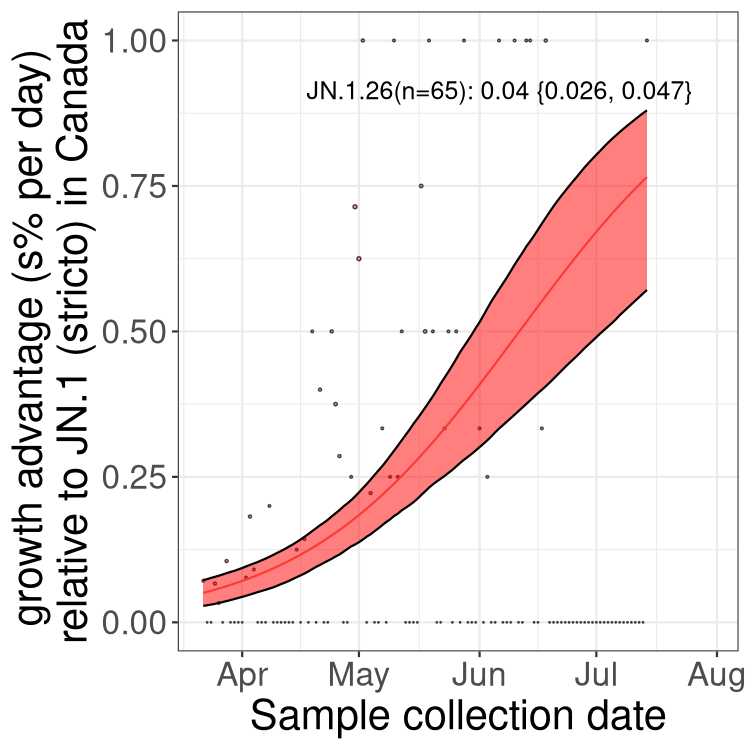 growth advantage (s% per day)
relative to JN.1 (stricto) in Canada
1.00
0.75
0.50
0.25
0.00
JN.1.26(n=65): 0.04 {0.026, 0.047}
Apr May Jun Jul Aug
Sample collection date